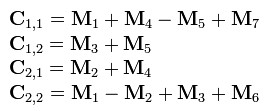 C₁,₁ = M₁ + M₄ − M₅ + M₇
C₁,₂ = M₃ + M₅
C₂,₁ = M₂ + M₄
C₂,₂ = M₁ − M₂ + M₃ + M₆